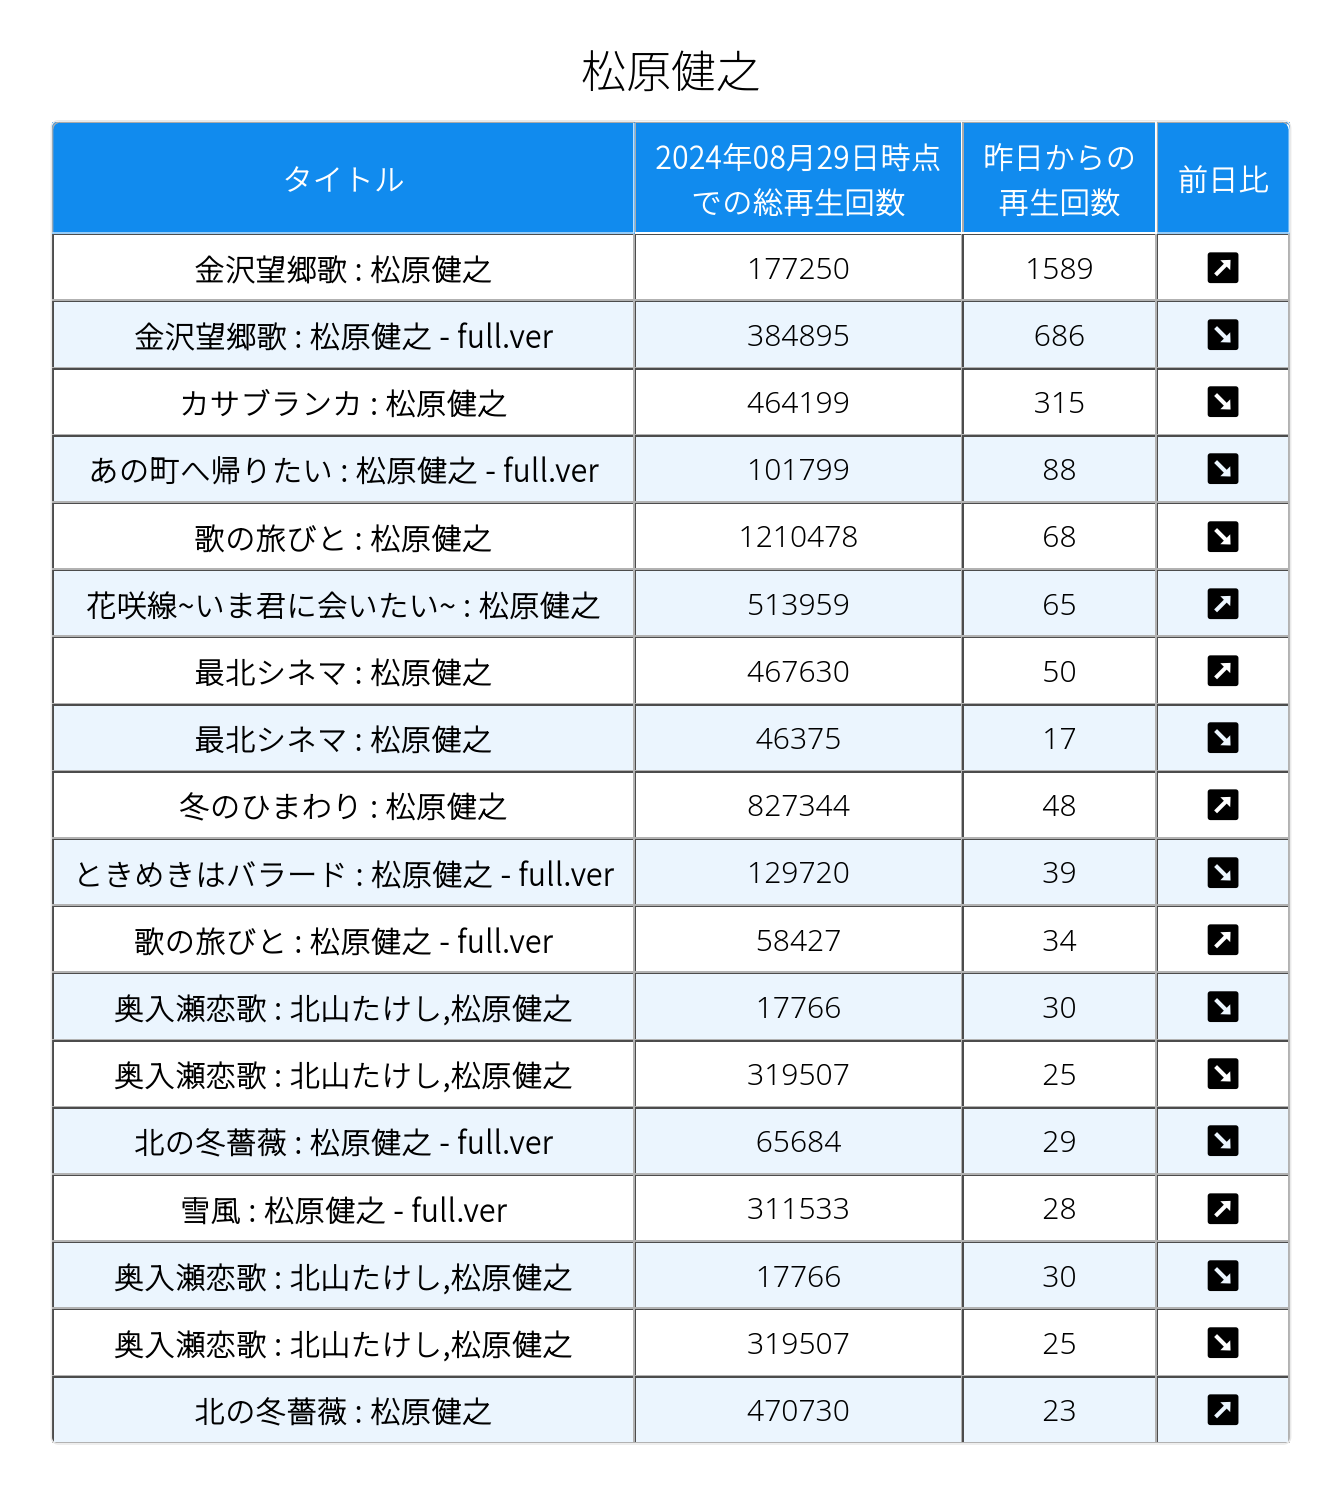 松原健之
タイトル 2024年08月29日時点 昨日からの 前日比
での総再生回数 再生回数
金沢望郷歌 : 松原健之 177250 1589
金沢望郷歌 : 松原健之 - full.ver 384895 686
カサブランカ : 松原健之 464199 315
あの町へ帰りたい : 松原健之 - full.ver 101799 88
歌の旅びと : 松原健之 1210478 68
花咲線~いま君に会いたい~ : 松原健之 513959 65
最北シネマ : 松原健之 467630 50
最北シネマ : 松原健之 46375 17
冬のひまわり : 松原健之 827344 48
ときめきはバラード : 松原健之 - full.ver 129720 39
歌の旅びと : 松原健之 - full.ver 58427 34
奥入瀬恋歌 : 北山たけし,松原健之 17766 30
奥入瀬恋歌 : 北山たけし,松原健之 319507 25
北の冬薔薇 : 松原健之 - full.ver 65684 29
雪風 : 松原健之 - full.ver 311533 28
奥入瀬恋歌 : 北山たけし,松原健之 17766 30
奥入瀬恋歌 : 北山たけし,松原健之 319507 25
北の冬薔薇 : 松原健之 470730 23